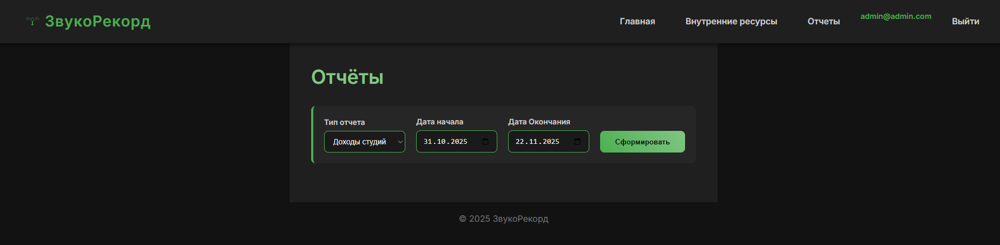 ЗвукоРекорд
Главная Внутренние ресурсы Отчеты admin@admin.com Выйти
Отчёты
Тип отчета Дата начала Дата Окончания
Доходы студий 31.10.2025 22.11.2025 Сформировать
© 2025 ЗвукоРекорд